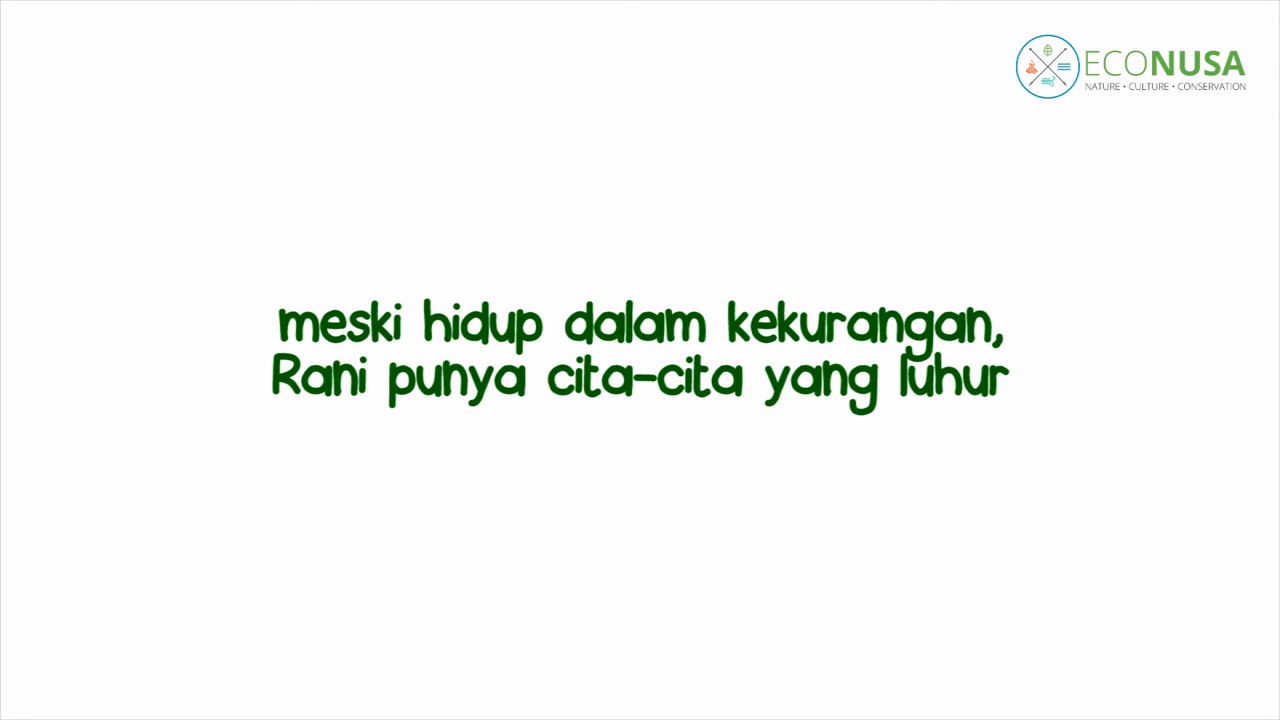 ECONUSA
NATURE • CULTURE • CONSERVATION
meski hidup dalam kekurangan,
Rani punya cita-cita yang luhur